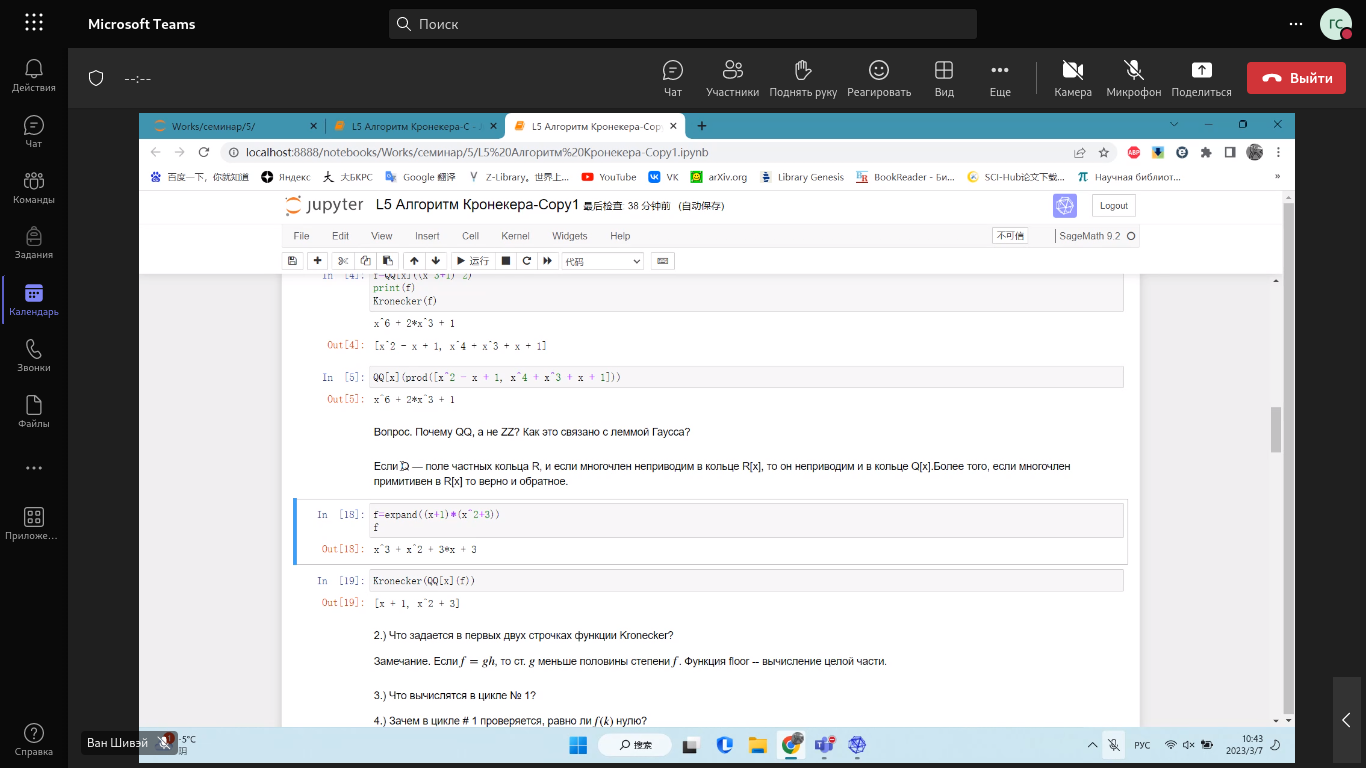 Microsoft Teams
Поиск
ГС
Действия
Чат
Команды
Задания
Календарь
Звонки
Файлы
Приложе...
Справка
--:--
Чат
Участники
Поднять руку
Реагировать
Вид
Еще
Камера
Микрофон
Поделиться
Выйти
Works/семинар/5/
L5 Алгоритм Кронекера-C - J
L5 Алгоритм Кронекера-Cop
localhost:8888/notebooks/Works/семинар/5/L5%20Алгоритм%20Кронекера-Copy1.ipynb
ABP
百度一下，你就知道
Яндекс
大БКРС
Google 翻译
Z-Library。世界上...
YouTube
VK
arXiv.org
Library Genesis
BookReader - Би...
SCI-Hub论文下载...
Научная библиот...
»
jupyter L5 Алгоритм Кронекера-Copy1 最后检查 38 分钟前 (自动保存)
Logout
File Edit View Insert Cell Kernel Widgets Help
不可信
SageMath 9.2
运行
代码
In [4]: f=QQ[x]((x^3+1)^2)
print(f)
Kronecker(f)
x^6 + 2*x^3 + 1
Out[4]: [x^2 - x + 1, x^4 + x^3 + x + 1]
In [5]: QQ[x](prod([x^2 - x + 1, x^4 + x^3 + x + 1]))
Out[5]: x^6 + 2*x^3 + 1
Вопрос. Почему QQ, а не ZZ? Как это связано с леммой Гаусса?
Если Q — поле частных кольца R, и если многочлен неприводим в кольце R[x], то он неприводим и в кольце Q[x].Более того, если многочлен
примитивен в R[x] то верно и обратное.
In [18]: f=expand((x+1)*(x^2+3))
f
Out[18]: x^3 + x^2 + 3*x + 3
In [19]: Kronecker(QQ[x](f))
Out[19]: [x + 1, x^2 + 3]
2.) Что задается в первых двух строчках функции Kronecker?
Замечание. Если f = gh, то ст. g меньше половины степени f. Функция floor -- вычисление целой части.
3.) Что вычислятся в цикле № 1?
4.) Зачем в цикле # 1 проверяется, равно ли f(k) нулю?
Ван Шивэй
-5°C
阴
搜索
РУС
10:43
2023/3/7